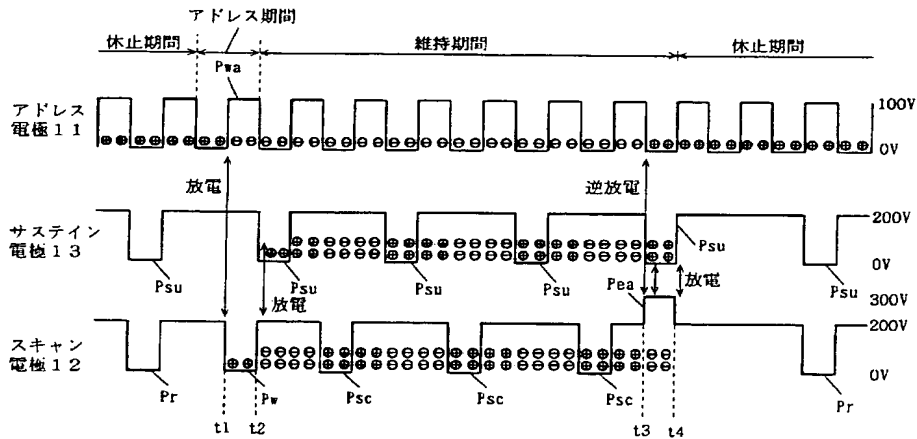 アドレス期間
休止期間
維持期間
休止期間
Pwa
アドレス
電極11
100V
0V
放電
逆放電
サステイン
電極13
200V
0V
Psu
Psu
Psu
Psu
Psu
Psu
放電
Pea
放電
300V
スキャン
電極12
200V
0V
Pr
Pw
Psc
Psc
Psc
Pr
t1
t2
t3
t4